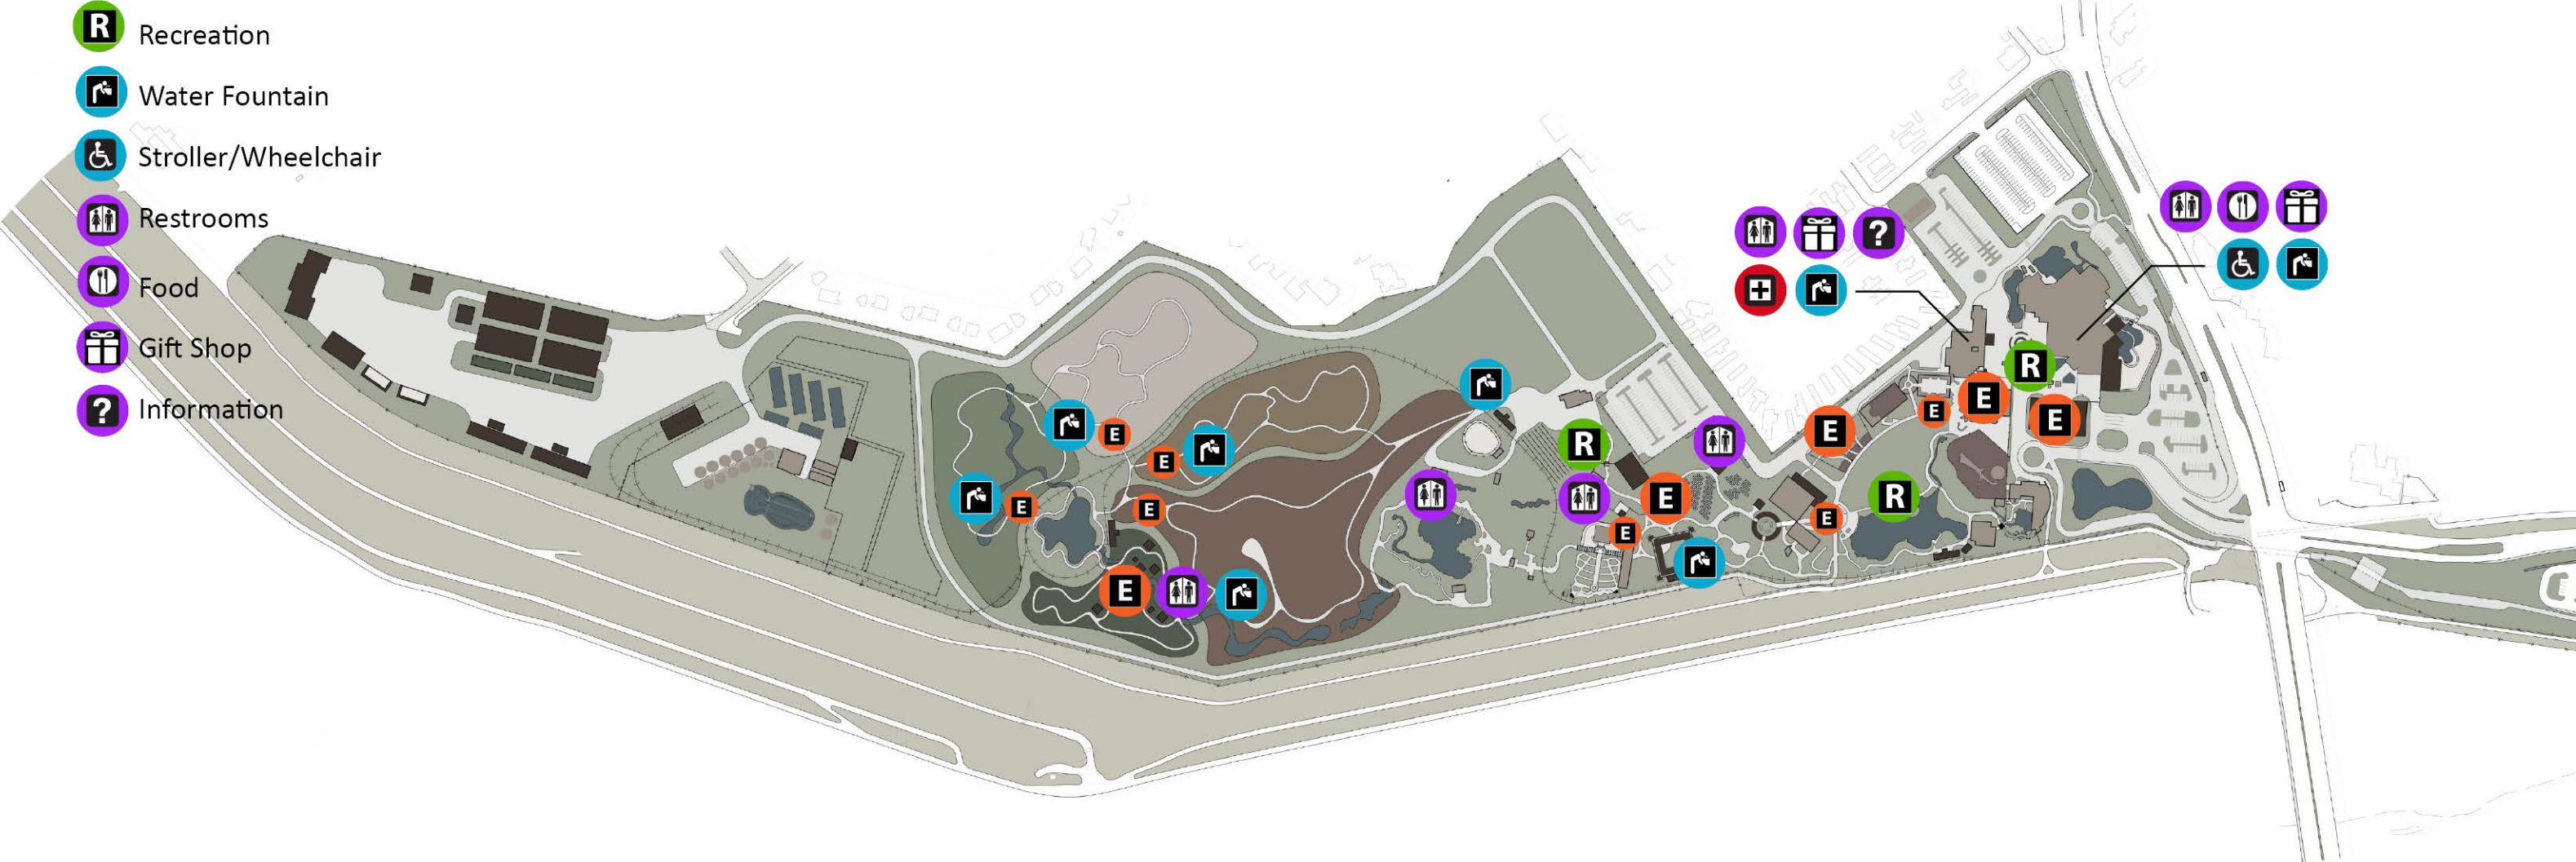 R Recreation
Water Fountain
Stroller/Wheelchair
Restrooms
Food
Gift Shop
? Information
?
R
E
E
E
E
E
E
R
E
E
E
R
E
E
E
E